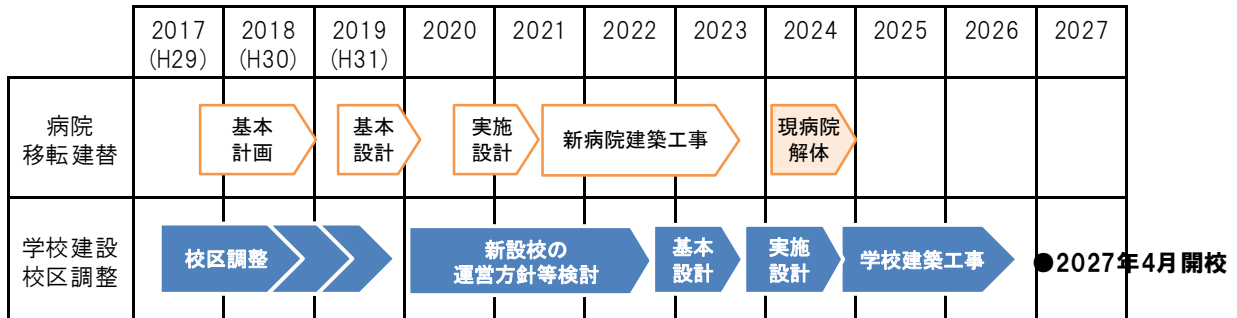 2017 2018 2019 2020 2021 2022 2023 2024 2025 2026 2027
(H29) (H30) (H31)
病院
移転建替
基本
計画
基本
設計
実施
設計
新病院建築工事
現病院
解体
学校建設
校区調整
校区調整
新設校の
運営方針等検討
基本
設計
実施
設計
学校建築工事
●2027年4月開校